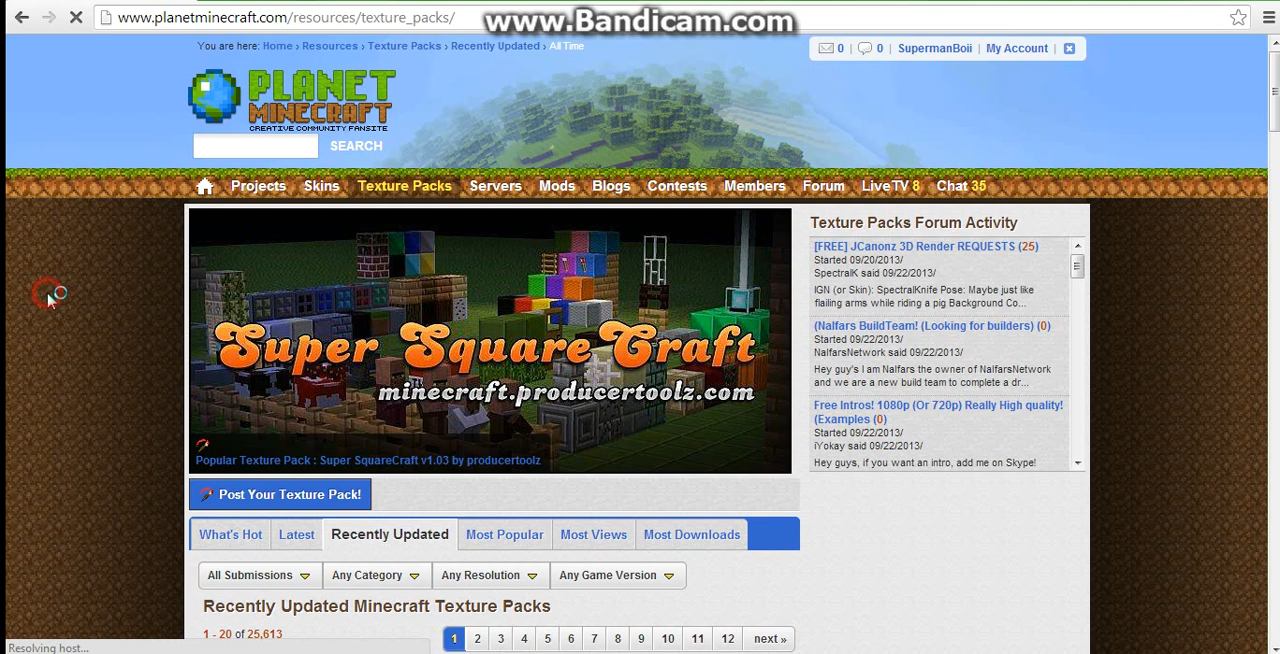 www.planetminecraft.com/resources/texture_packs/
www.Bandicam.com
You are here: Home › Resources › Texture Packs › Recently Updated › All Time
0 | 0 | SupermanBoii | My Account |
PLANET
MINECRAFT
CREATIVE COMMUNITY FANSITE
SEARCH
Projects Skins Texture Packs Servers Mods Blogs Contests Members Forum Live TV 8 Chat 35
Super SquareCraft
minecraft.producertoolz.com
Popular Texture Pack : Super SquareCraft v1.03 by producertoolz
Texture Packs Forum Activity
[FREE] JCanonz 3D Render REQUESTS (25)
Started 09/20/2013/
SpectralK said 09/22/2013/
IGN (or Skin): SpectralKnife Pose: Maybe just like
flailing arms while riding a pig Background Co...
(Nalfars BuildTeam! (Looking for builders) (0)
Started 09/22/2013/
NalfarsNetwork said 09/22/2013/
Hey guy's I am Nalfars the owner of NalfarsNetwork
and we are a new build team to complete a dr...
Free Intros! 1080p (Or 720p) Really High quality!
(Examples (0)
Started 09/22/2013/
iYokay said 09/22/2013/
Hey guys, if you want an intro, add me on Skype!
Post Your Texture Pack!
What's Hot Latest Recently Updated Most Popular Most Views Most Downloads
All Submissions Any Category Any Resolution Any Game Version
Recently Updated Minecraft Texture Packs
1 - 20 of 25,613
1 2 3 4 5 6 7 8 9 10 11 12 next »
Resolving host...